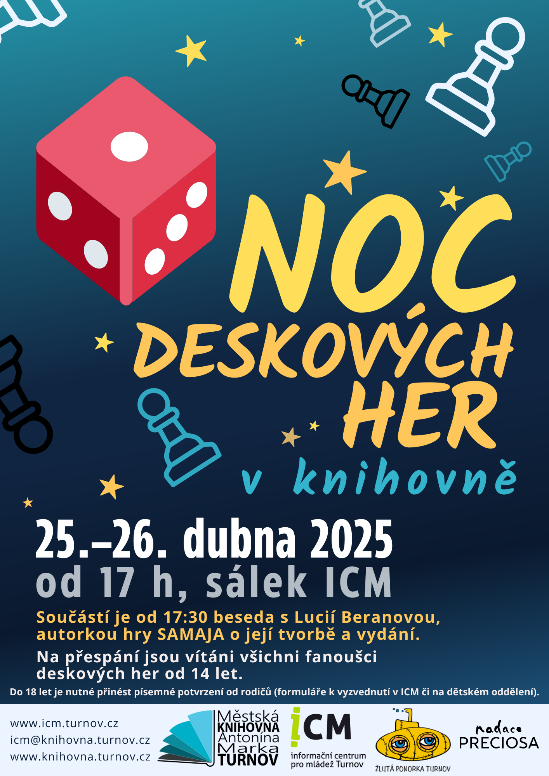 NOC
DESKOVÝCH
HER
v knihovně
25.–26. dubna 2025
od 17 h, sálek ICM
Součástí je od 17:30 beseda s Lucií Beranovou,
autorkou hry SAMAJA o její tvorbě a vydání.
Na přespání jsou vítáni všichni fanoušci
deskových her od 14 let.
Do 18 let je nutné přinést písemné potvrzení od rodičů (formuláře k vyzvednutí v ICM či na dětském oddělení).
www.icm.turnov.cz
icm@knihovna.turnov.cz
www.knihovna.turnov.cz
Městská
KNIHOVNA
Antonína
Marka
TURNOV
iCM
informační centrum
pro mládež Turnov
ŽLUTÁ PONORKA TURNOV
nadace
PRECIOSA